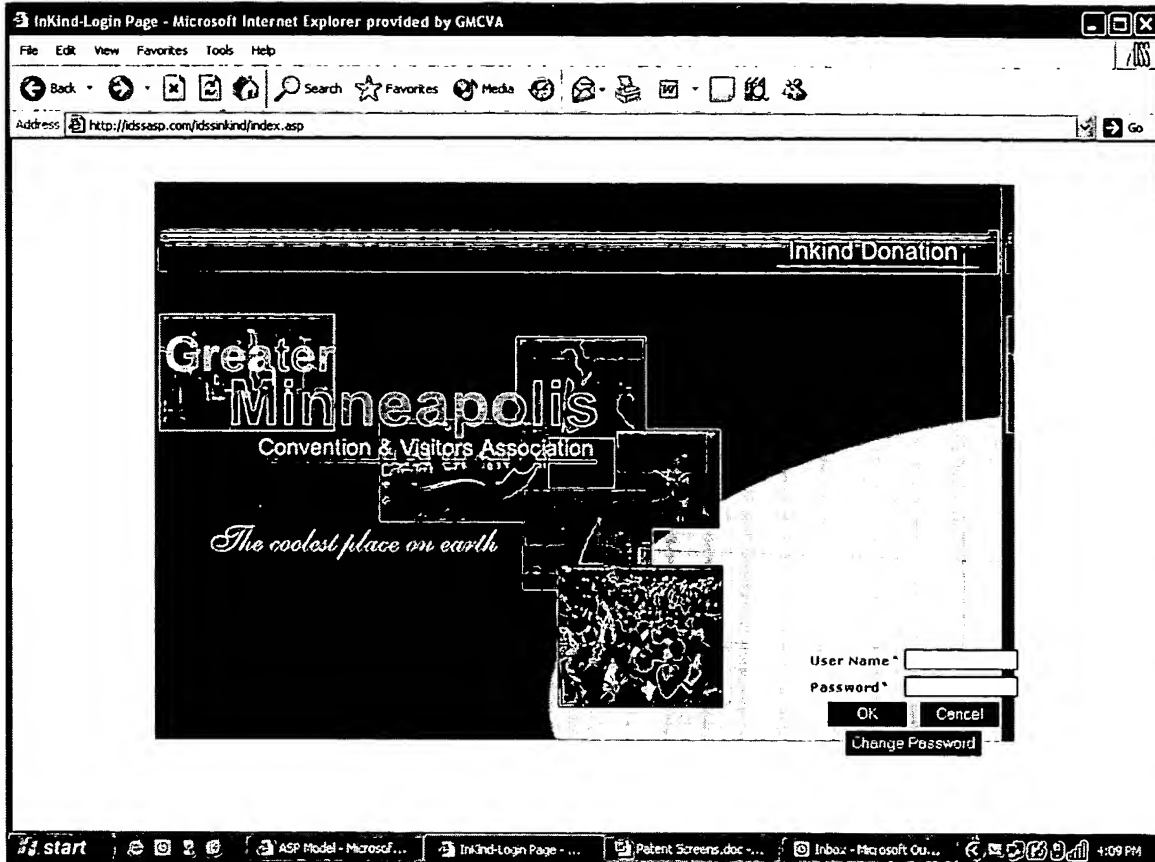 InKind-Login Page - Microsoft Internet Explorer provided by GMCVA
File Edit View Favorites Tools Help
Back Search Favorites Media
Address http://idssasp.com/idssinkind/index.asp Go
Inkind Donation
Greater
Minneapolis
Convention & Visitors Association
The coolest place on earth
User Name *
Password *
OK Cancel
Change Password
start ASP Model - Microsof... InKind-Login Page - ... Patent Screens.doc -... Inbox - Microsoft Ou... 4:09 PM